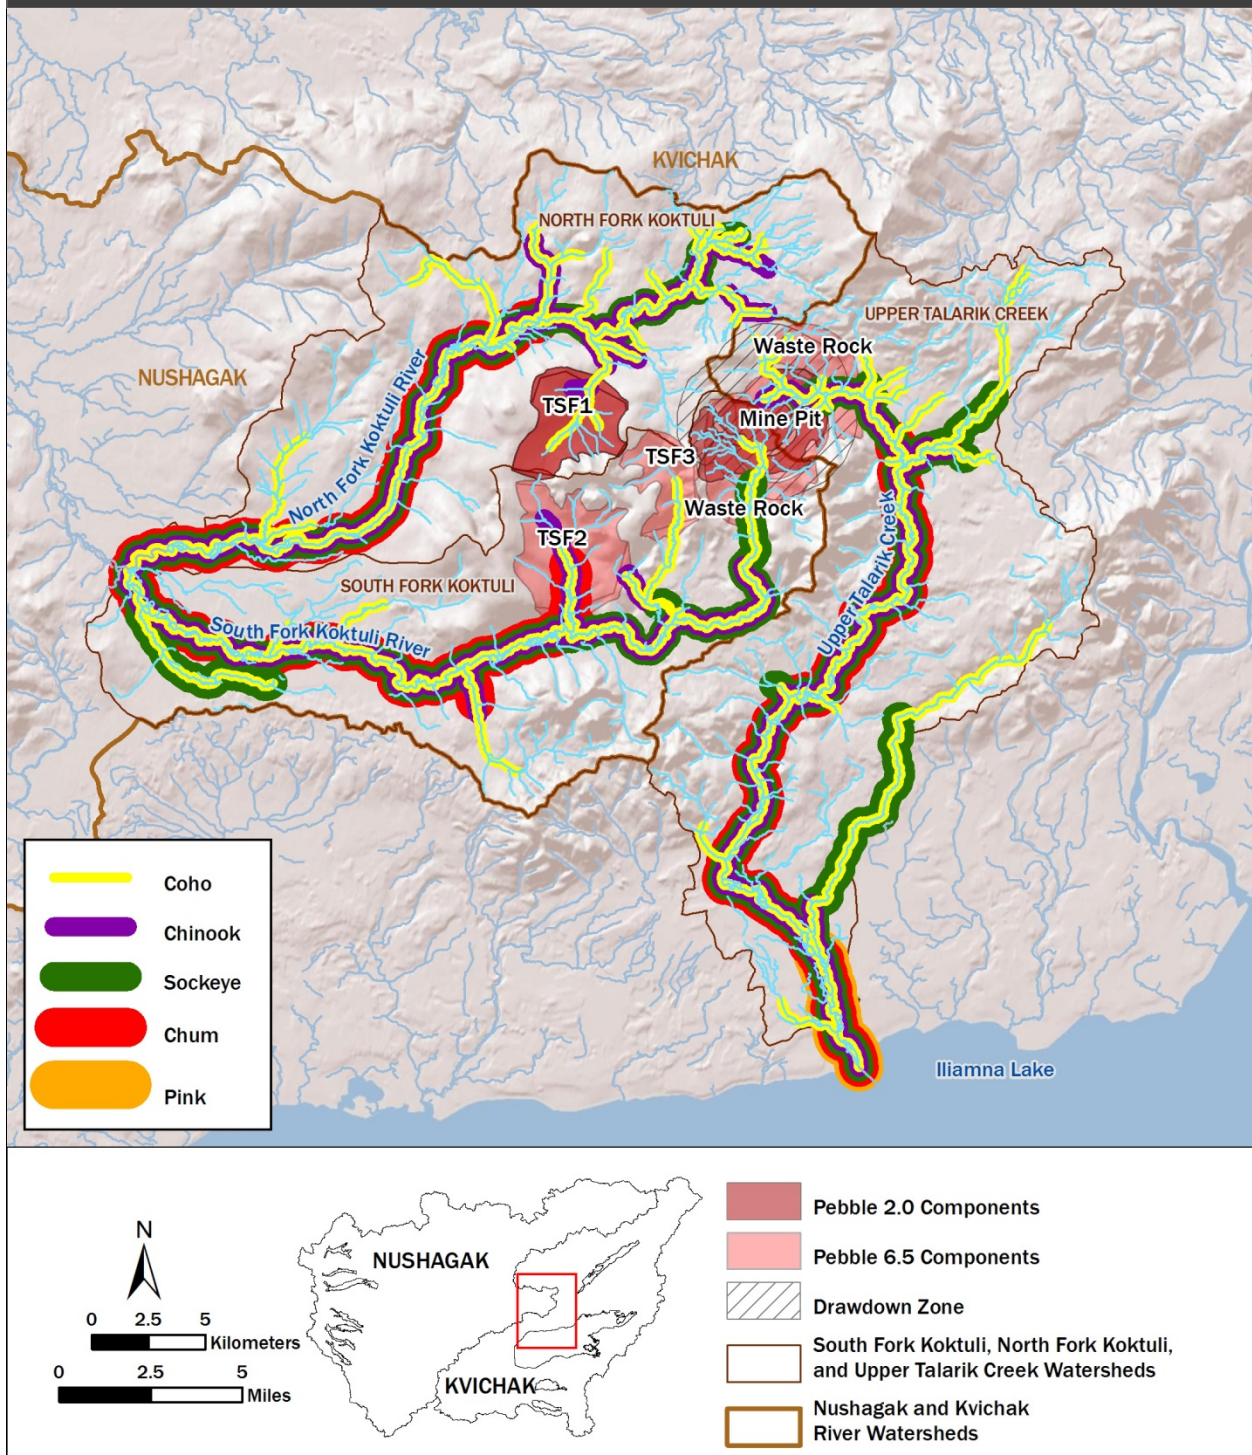 KVICHAK
NORTH FORK KOKTULI
UPPER TALARIK CREEK
NUSHAGAK
North Fork Koktuli River
Waste Rock
TSF1
Mine Pit
TSF3
Waste Rock
TSF2
Upper Talarik Creek
SOUTH FORK KOKTULI
South Fork Koktuli River
Iliamna Lake
Coho
Chinook
Sockeye
Chum
Pink
N
0 2.5 5
Kilometers
0 2.5 5
Miles
NUSHAGAK
KVICHAK
Pebble 2.0 Components
Pebble 6.5 Components
Drawdown Zone
South Fork Koktuli, North Fork Koktuli,
and Upper Talarik Creek Watersheds
Nushagak and Kvichak
River Watersheds